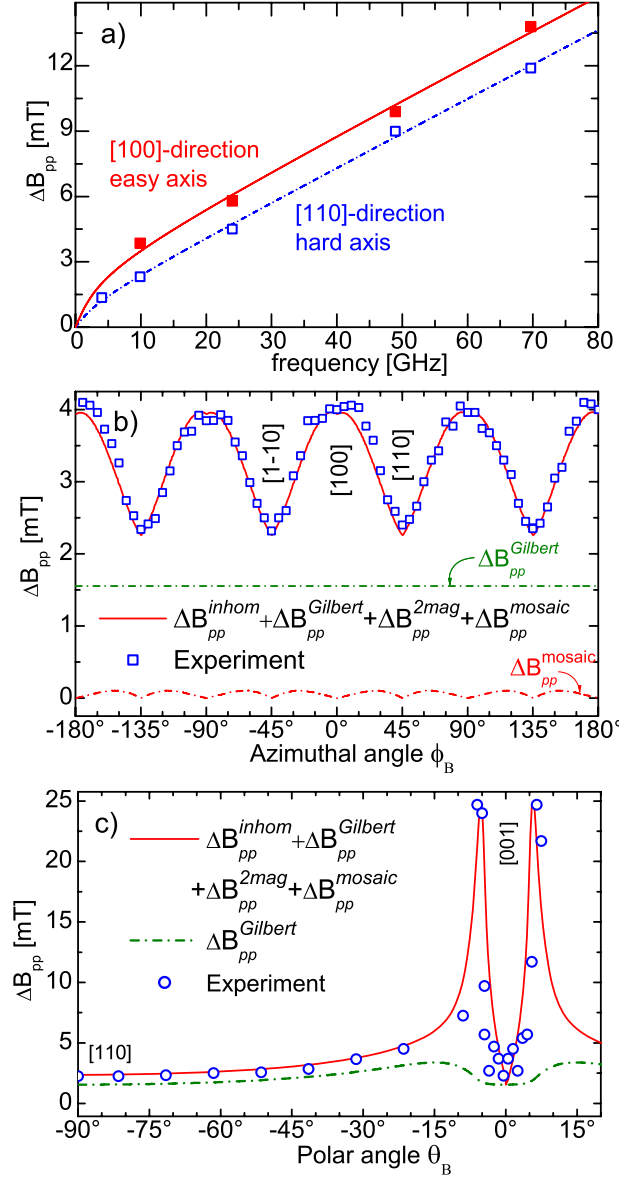 a)
ΔB_pp [mT]
12
9
6
3
0
[100]-direction
easy axis
[110]-direction
hard axis
0 10 20 30 40 50 60 70 80
frequency [GHz]
b)
ΔB_pp [mT]
4
3
2
1
0
[1-10]
[100]
[110]
ΔB_pp^Gilbert
ΔB_pp^inhom+ΔB_pp^Gilbert+ΔB_pp^2mag+ΔB_pp^mosaic
Experiment
ΔB_pp^mosaic
-180° -135° -90° -45° 0° 45° 90° 135° 180°
Azimuthal angle ϕ_B
c)
ΔB_pp [mT]
25
20
15
10
5
0
ΔB_pp^inhom+ΔB_pp^Gilbert
+ΔB_pp^2mag+ΔB_pp^mosaic
ΔB_pp^Gilbert
Experiment
[001]
[110]
-90° -75° -60° -45° -30° -15° 0° 15°
Polar angle θ_B